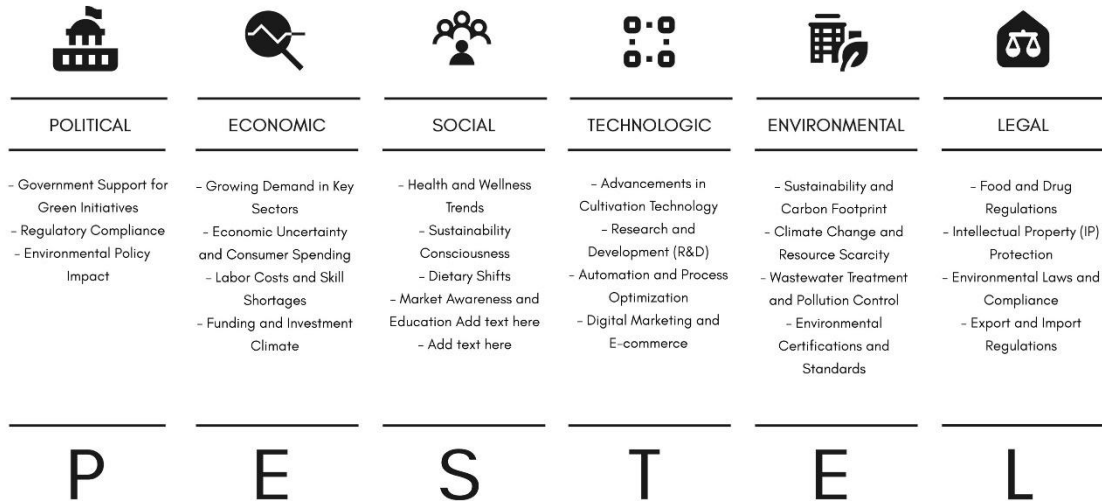 POLITICAL
– Government Support for
Green Initiatives
– Regulatory Compliance
– Environmental Policy
Impact
P
ECONOMIC
– Growing Demand in Key
Sectors
– Economic Uncertainty
and Consumer Spending
– Labor Costs and Skill
Shortages
– Funding and Investment
Climate
E
SOCIAL
– Health and Wellness
Trends
– Sustainability
Consciousness
– Dietary Shifts
– Market Awareness and
Education Add text here
– Add text here
S
TECHNOLOGIC
– Advancements in
Cultivation Technology
– Research and
Development (R&D)
– Automation and Process
Optimization
– Digital Marketing and
E-commerce
T
ENVIRONMENTAL
– Sustainability and
Carbon Footprint
– Climate Change and
Resource Scarcity
– Wastewater Treatment
and Pollution Control
– Environmental
Certifications and
Standards
E
LEGAL
– Food and Drug
Regulations
– Intellectual Property (IP)
Protection
– Environmental Laws and
Compliance
– Export and Import
Regulations
L